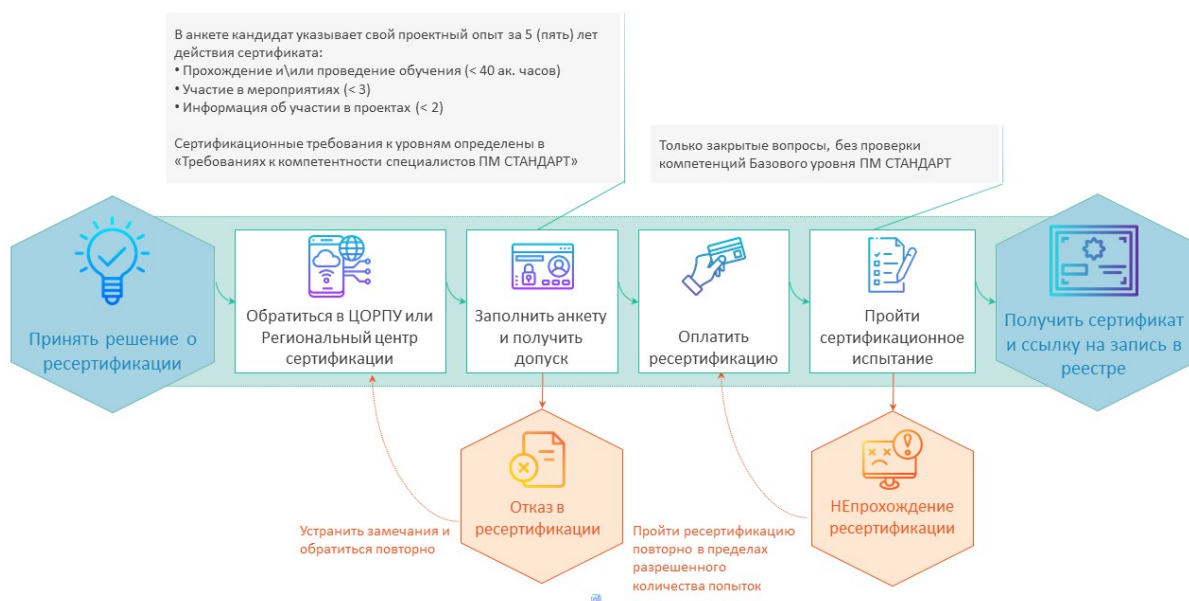 В анкете кандидат указывает свой проектный опыт за 5 (пять) лет
действия сертификата:
• Прохождение и\или проведение обучения (< 40 ак. часов)
• Участие в мероприятиях (< 3)
• Информация об участии в проектах (< 2)
Сертификационные требования к уровням определены в
«Требованиях к компетентности специалистов ПМ СТАНДАРТ»
Только закрытые вопросы, без проверки
компетенций Базового уровня ПМ СТАНДАРТ
Принять решение о
ресертификации
Обратиться в ЦОРПУ или
Региональный центр
сертификации
Заполнить анкету
и получить
допуск
Оплатить
ресертификацию
Пройти
сертификационное
испытание
Получить сертификат
и ссылку на запись в
реестре
Отказ в
ресертификации
Устранить замечания и
обратиться повторно
НЕпрохождение
ресертификации
Пройти ресертификацию
повторно в пределах
разрешенного
количества попыток